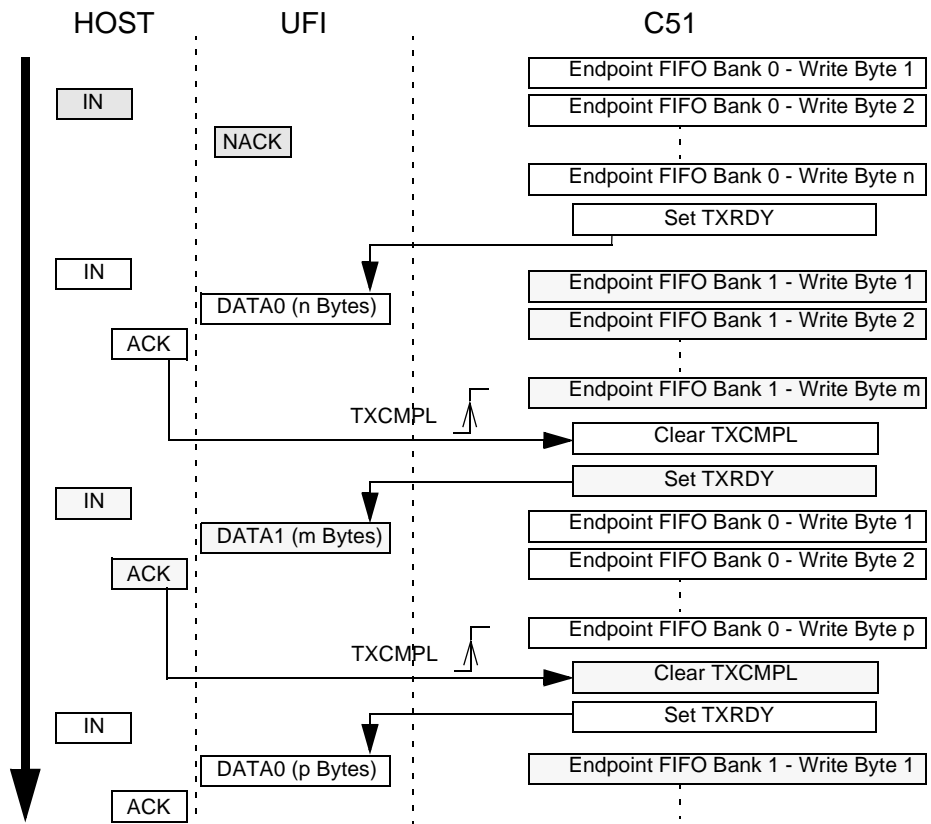 HOST UFI C51
Endpoint FIFO Bank 0 - Write Byte 1
IN
Endpoint FIFO Bank 0 - Write Byte 2
NACK
Endpoint FIFO Bank 0 - Write Byte n
Set TXRDY
IN
Endpoint FIFO Bank 1 - Write Byte 1
DATA0 (n Bytes)
Endpoint FIFO Bank 1 - Write Byte 2
ACK
Endpoint FIFO Bank 1 - Write Byte m
TXCMPL
Clear TXCMPL
Set TXRDY
IN
Endpoint FIFO Bank 0 - Write Byte 1
DATA1 (m Bytes)
Endpoint FIFO Bank 0 - Write Byte 2
ACK
Endpoint FIFO Bank 0 - Write Byte p
TXCMPL
Clear TXCMPL
Set TXRDY
IN
DATA0 (p Bytes)
Endpoint FIFO Bank 1 - Write Byte 1
ACK